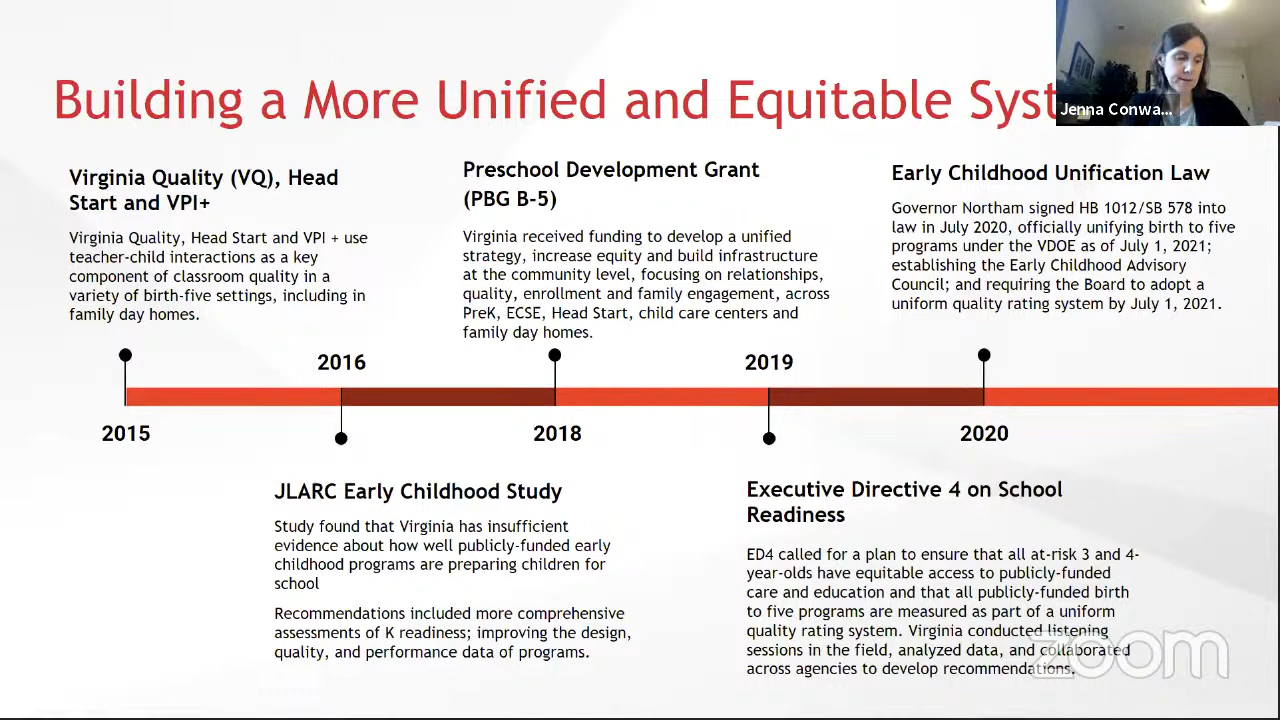 Building a More Unified and Equitable Syst
Jenna Conwa...
Virginia Quality (VQ), Head
Start and VPI+
Virginia Quality, Head Start and VPI + use
teacher-child interactions as a key
component of classroom quality in a
variety of birth-five settings, including in
family day homes.
Preschool Development Grant
(PBG B-5)
Virginia received funding to develop a unified
strategy, increase equity and build infrastructure
at the community level, focusing on relationships,
quality, enrollment and family engagement, across
PreK, ECSE, Head Start, child care centers and
family day homes.
Early Childhood Unification Law
Governor Northam signed HB 1012/SB 578 into
law in July 2020, officially unifying birth to five
programs under the VDOE as of July 1, 2021;
establishing the Early Childhood Advisory
Council; and requiring the Board to adopt a
uniform quality rating system by July 1, 2021.
2016
2019
2015
2018
2020
JLARC Early Childhood Study
Study found that Virginia has insufficient
evidence about how well publicly-funded early
childhood programs are preparing children for
school
Recommendations included more comprehensive
assessments of K readiness; improving the design,
quality, and performance data of programs.
Executive Directive 4 on School
Readiness
ED4 called for a plan to ensure that all at-risk 3 and 4-
year-olds have equitable access to publicly-funded
care and education and that all publicly-funded birth
to five programs are measured as part of a uniform
quality rating system. Virginia conducted listening
sessions in the field, analyzed data, and collaborated
across agencies to develop recommendations.
zoom